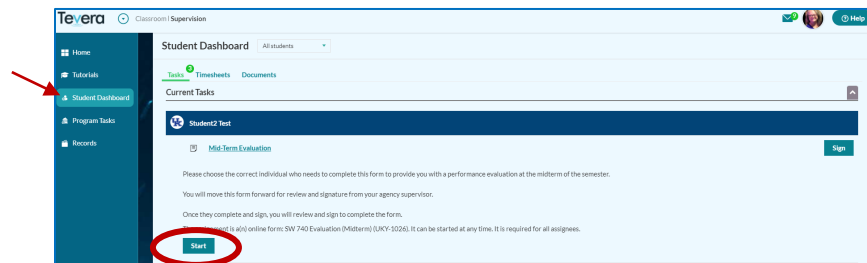 Tevera Classroom | Supervision 9 Help
Home
Tutorials
Student Dashboard
Program Tasks
Records
Student Dashboard All students
Tasks 3 Timesheets Documents
Current Tasks
UK Student2 Test
Mid-Term Evaluation Sign
Please choose the correct individual who needs to complete this form to provide you with a performance evaluation at the midterm of the semester.
You will move this form forward for review and signature from your agency supervisor.
Once they complete and sign, you will review and sign to complete the form.
is a(n) online form: SW 740 Evaluation (Midterm) (UKY-1026). It can be started at any time. It is required for all assignees.
Start